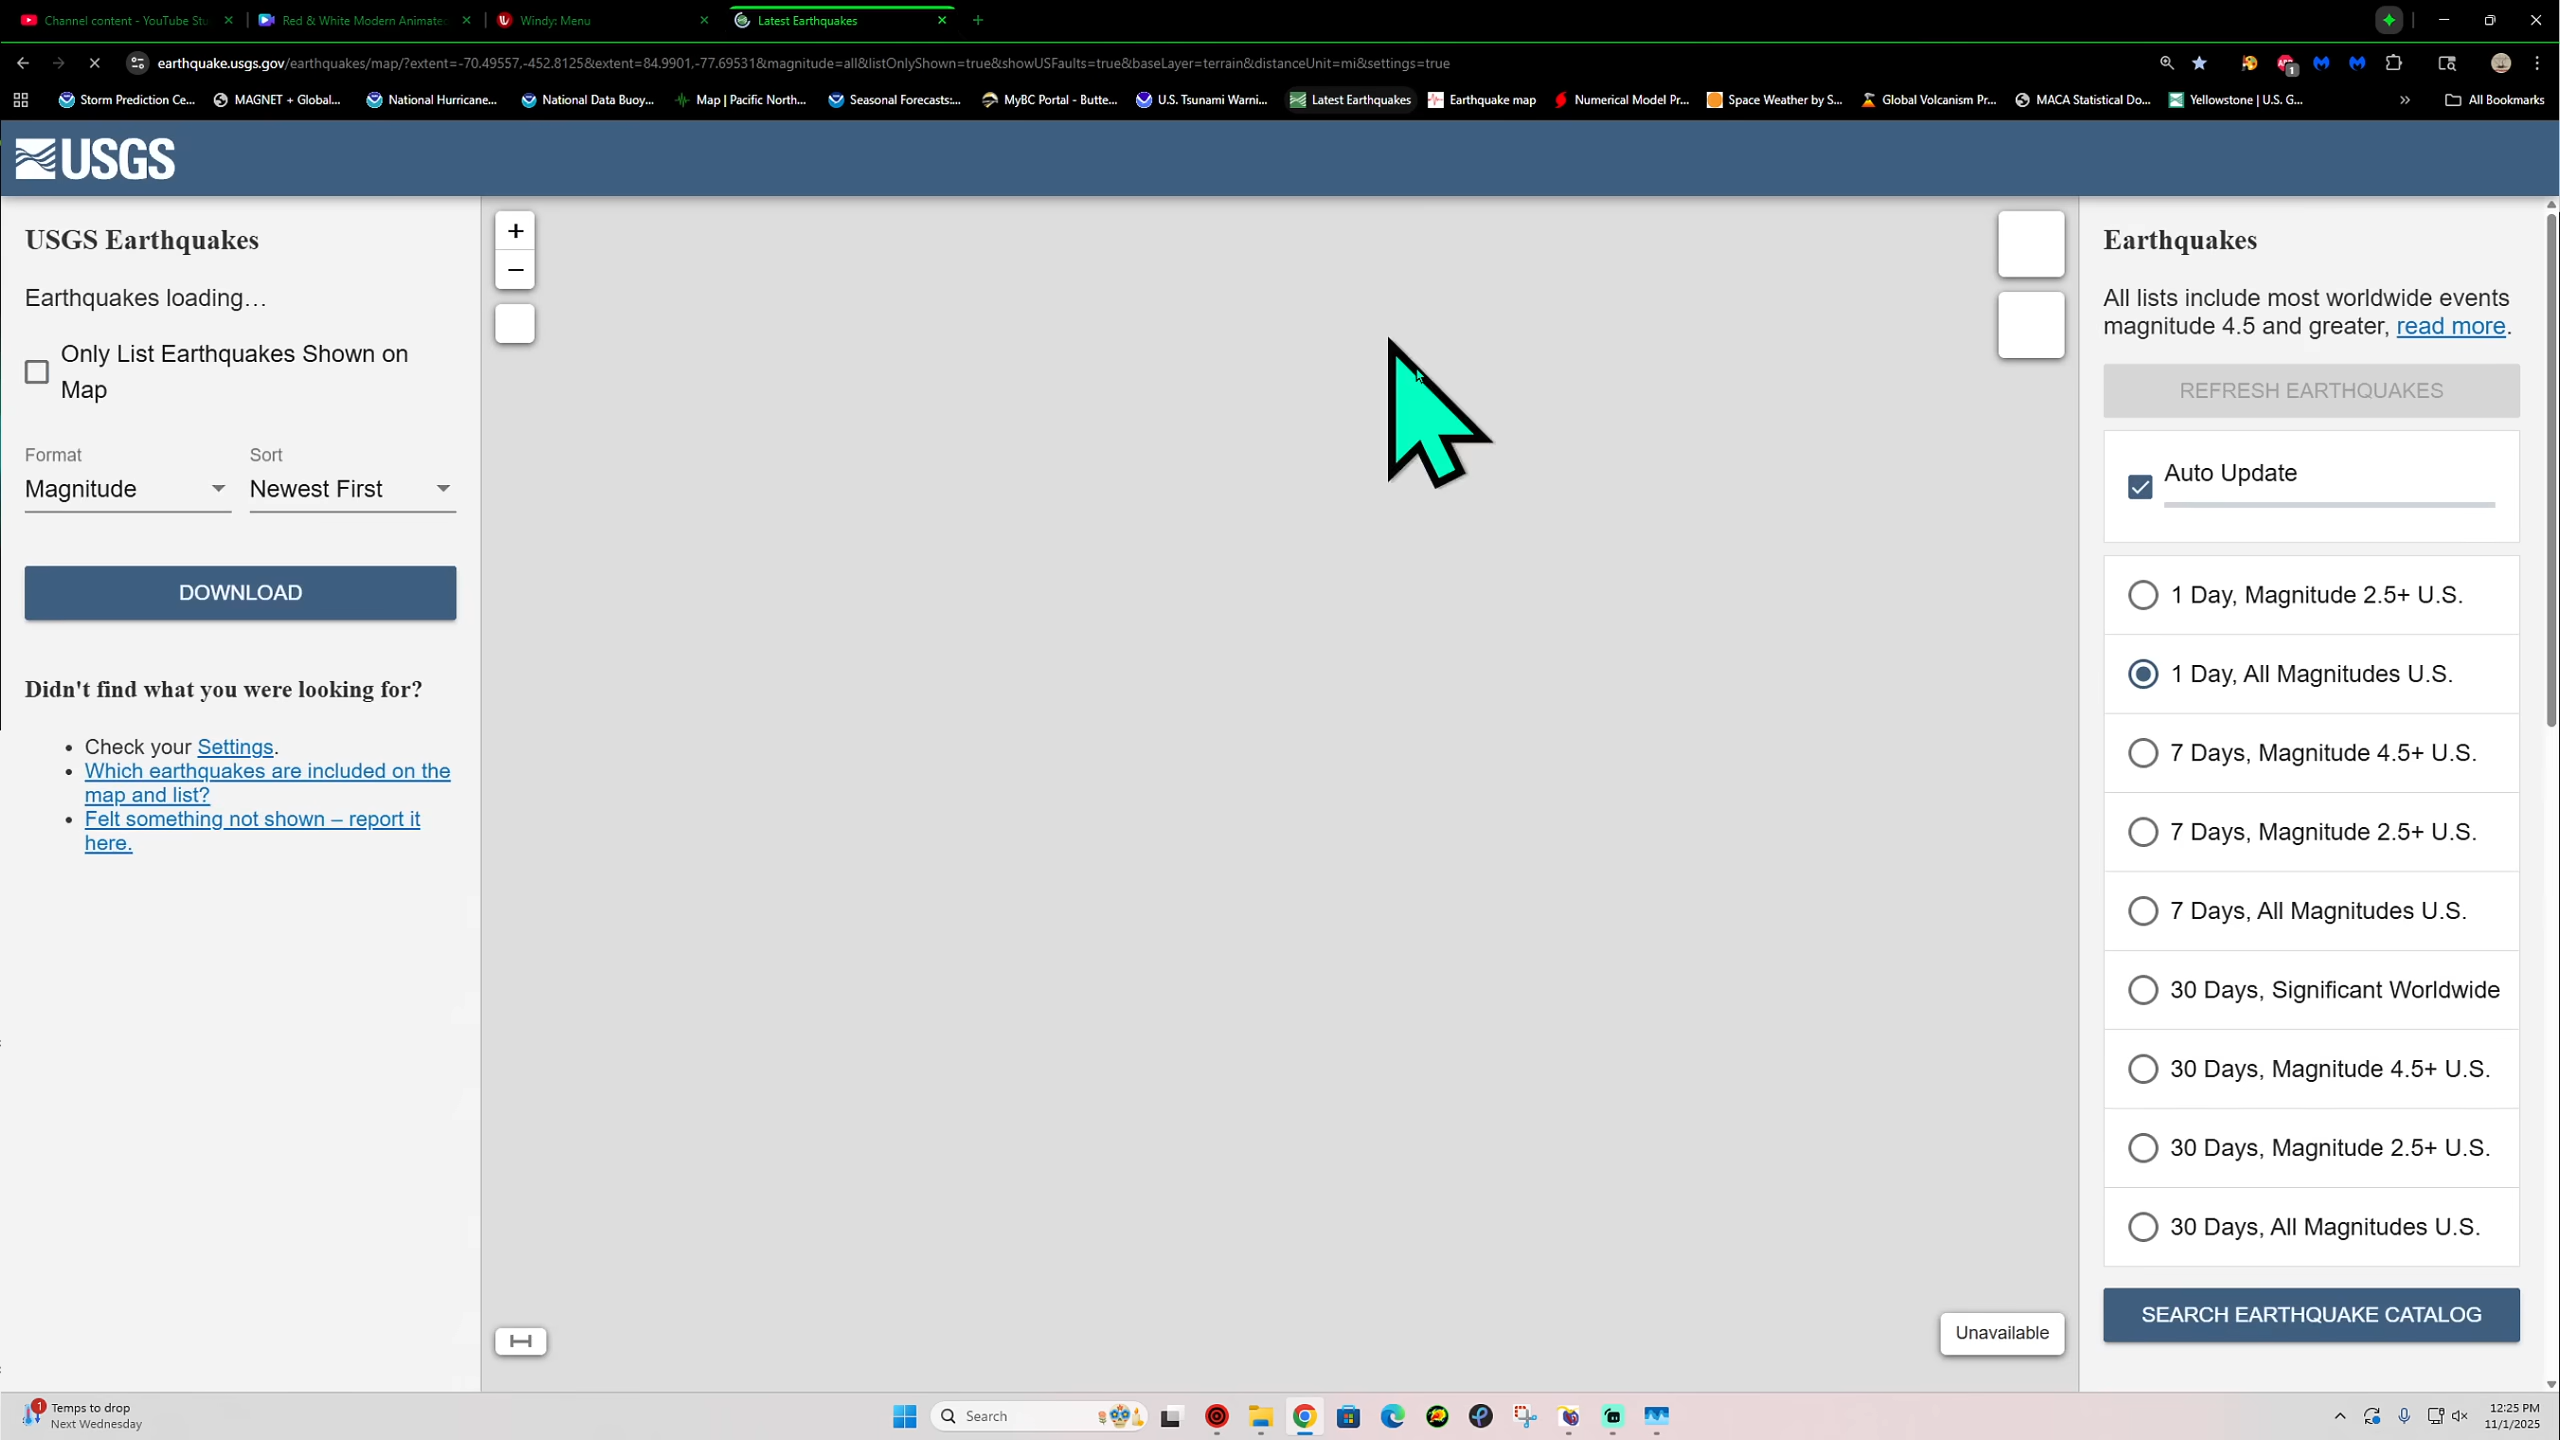 Channel content - YouTube Stu
Red & White Modern Animate
Windy: Menu
Latest Earthquakes
earthquake.usgs.gov/earthquakes/map/?extent=-70.49557,-452.8125&extent=84.9901,-77.69531&magnitude=all&listOnlyShown=true&showUSFaults=true&baseLayer=terrain&distanceUnit=mi&settings=true
1
Storm Prediction Ce...
MAGNET + Global...
National Hurricane...
National Data Buoy...
Map | Pacific North...
Seasonal Forecasts:...
MyBC Portal - Butte...
U.S. Tsunami Warni...
Latest Earthquakes
Earthquake map
Numerical Model Pr...
Space Weather by S...
Global Volcanism Pr...
MACA Statistical Do...
Yellowstone | U.S. G...
»
All Bookmarks
USGS
USGS Earthquakes
Earthquakes loading...
Only List Earthquakes Shown on
Map
Format
Sort
Magnitude
Newest First
DOWNLOAD
Didn't find what you were looking for?
• Check your Settings.
• Which earthquakes are included on the
map and list?
• Felt something not shown – report it
here.
+
−
Unavailable
Earthquakes
All lists include most worldwide events
magnitude 4.5 and greater, read more.
REFRESH EARTHQUAKES
Auto Update
1 Day, Magnitude 2.5+ U.S.
1 Day, All Magnitudes U.S.
7 Days, Magnitude 4.5+ U.S.
7 Days, Magnitude 2.5+ U.S.
7 Days, All Magnitudes U.S.
30 Days, Significant Worldwide
30 Days, Magnitude 4.5+ U.S.
30 Days, Magnitude 2.5+ U.S.
30 Days, All Magnitudes U.S.
SEARCH EARTHQUAKE CATALOG
1
Temps to drop
Next Wednesday
Search
12:25 PM
11/1/2025